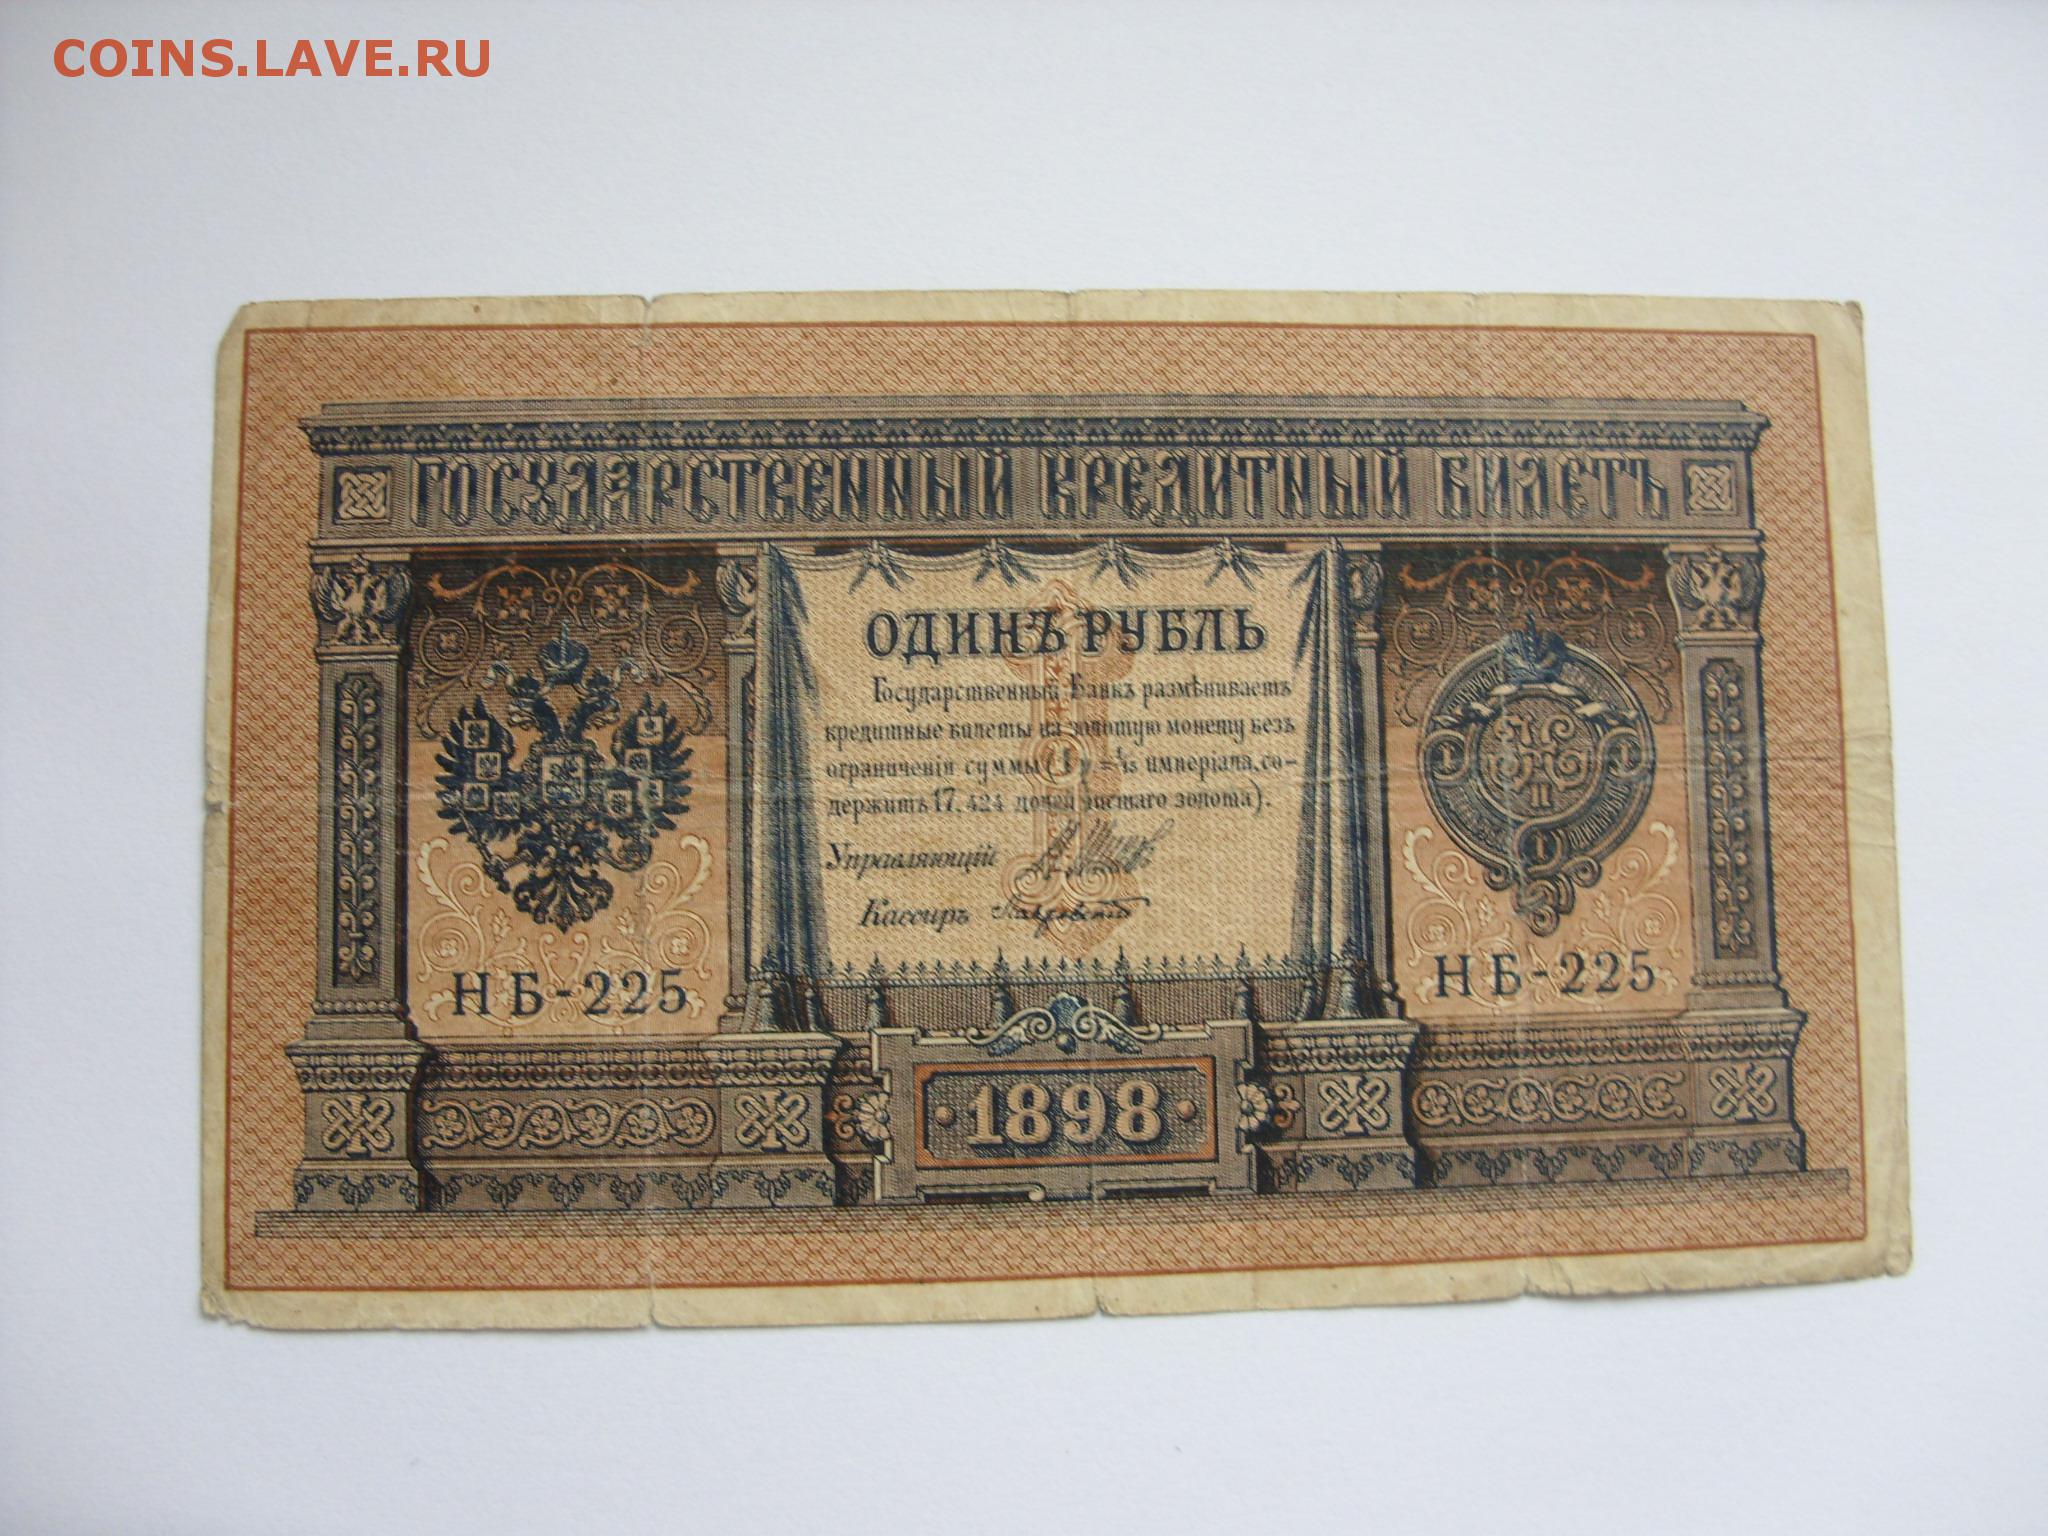 COINS.LAVE.RU
ГОСУДАРСТВЕННЫЙ КРЕДИТНЫЙ БИЛЕТЪ
ОДИНЪ РУБЛЬ
Государственный Банкъ размѣниваетъ
кредитные билеты на золотую монету безъ
ограниченія суммы (1 р. = 1/15 имперіала, со-
держитъ 17,424 долей чистаго золота).
Управляющій
Кассиръ
НБ-225
НБ-225
1898